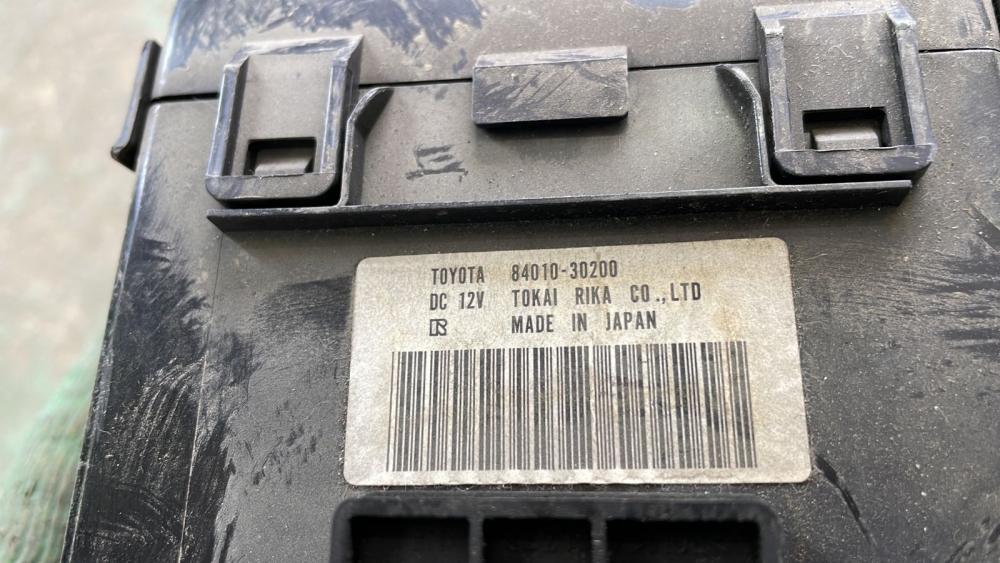 TOYOTA 84010-30200
DC 12V TOKAI RIKA CO.,LTD
R MADE IN JAPAN